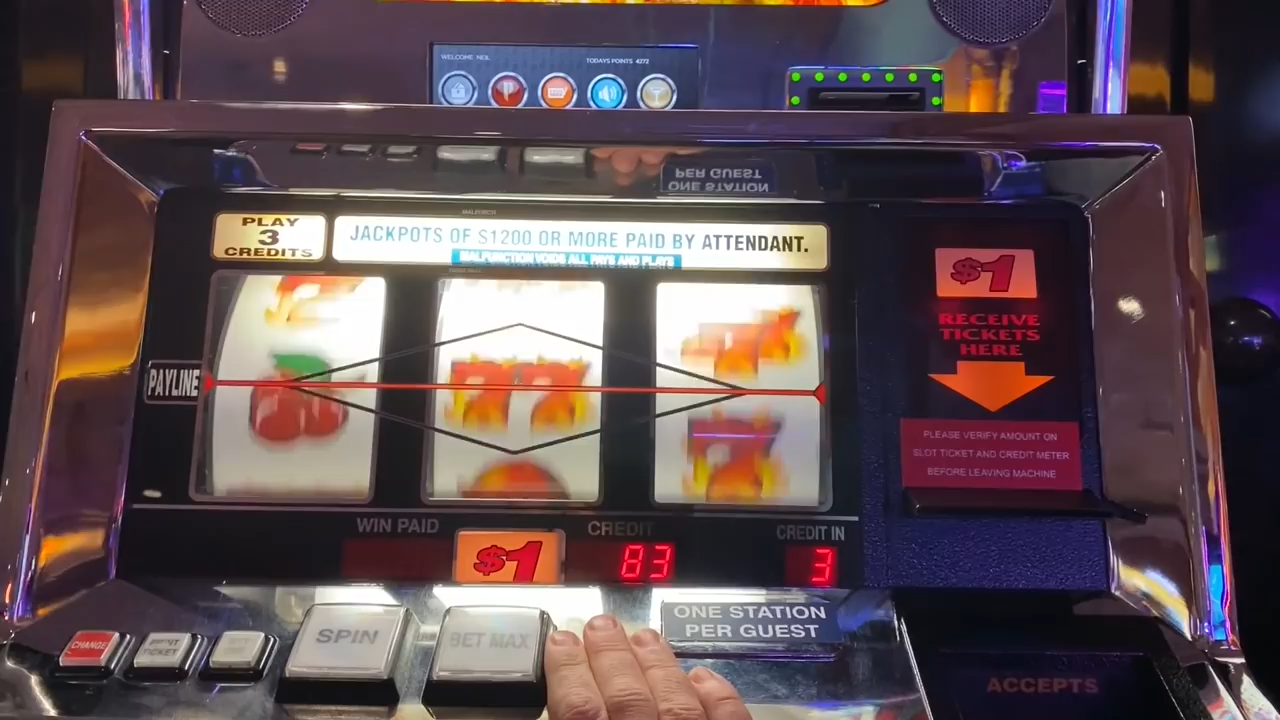 WELCOME NEIL
TODAYS POINTS 4272
PER GUEST
ONE STATION
PLAY
3
CREDITS
JACKPOTS OF $1200 OR MORE PAID BY ATTENDANT.
MALFUNCTION VOIDS ALL PAYS AND PLAYS
$1
RECEIVE
TICKETS
HERE
PAYLINE
PLEASE VERIFY AMOUNT ON
SLOT TICKET AND CREDIT METER
BEFORE LEAVING MACHINE
WIN PAID
$1
CREDIT
83
CREDIT IN
3
CHANGE
PRINT
TICKET
SPIN
BET MAX
ONE STATION
PER GUEST
ACCEPTS